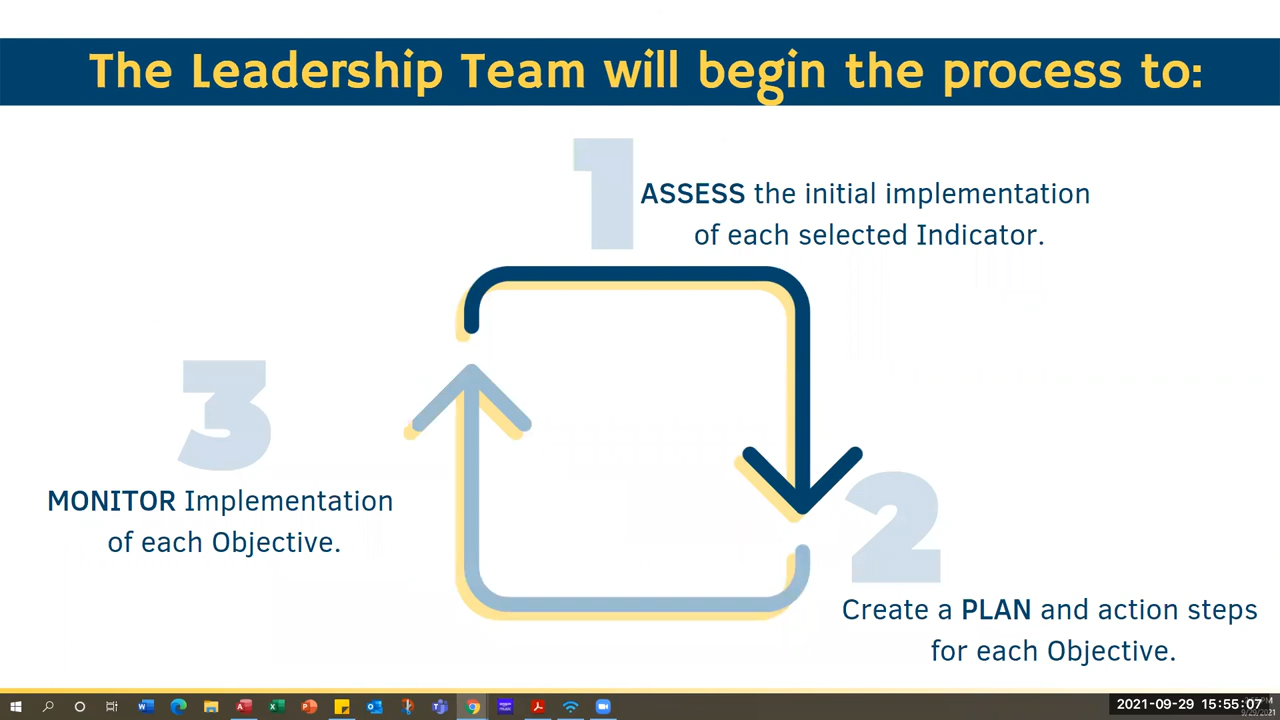 The Leadership Team will begin the process to:
1
ASSESS the initial implementation
of each selected Indicator.
2
Create a PLAN and action steps
for each Objective.
3
MONITOR Implementation
of each Objective.
2021-09-29 15:55:07